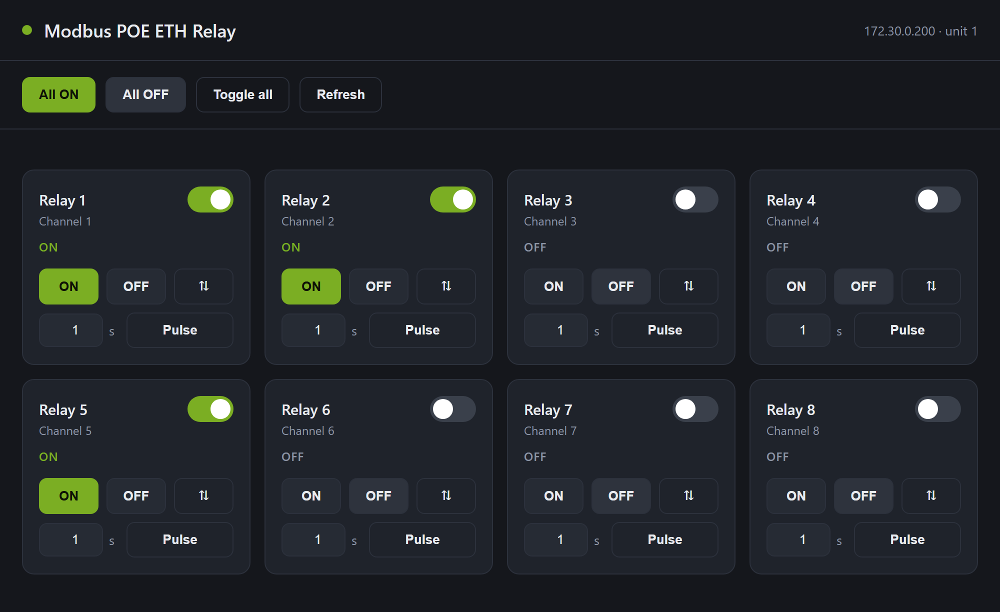 Modbus POE ETH Relay
172.30.0.200 · unit 1
All ON
All OFF
Toggle all
Refresh
Relay 1
Channel 1
ON
ON OFF ⇅
1 s Pulse
Relay 2
Channel 2
ON
ON OFF ⇅
1 s Pulse
Relay 3
Channel 3
OFF
ON OFF ⇅
1 s Pulse
Relay 4
Channel 4
OFF
ON OFF ⇅
1 s Pulse
Relay 5
Channel 5
ON
ON OFF ⇅
1 s Pulse
Relay 6
Channel 6
OFF
ON OFF ⇅
1 s Pulse
Relay 7
Channel 7
OFF
ON OFF ⇅
1 s Pulse
Relay 8
Channel 8
OFF
ON OFF ⇅
1 s Pulse